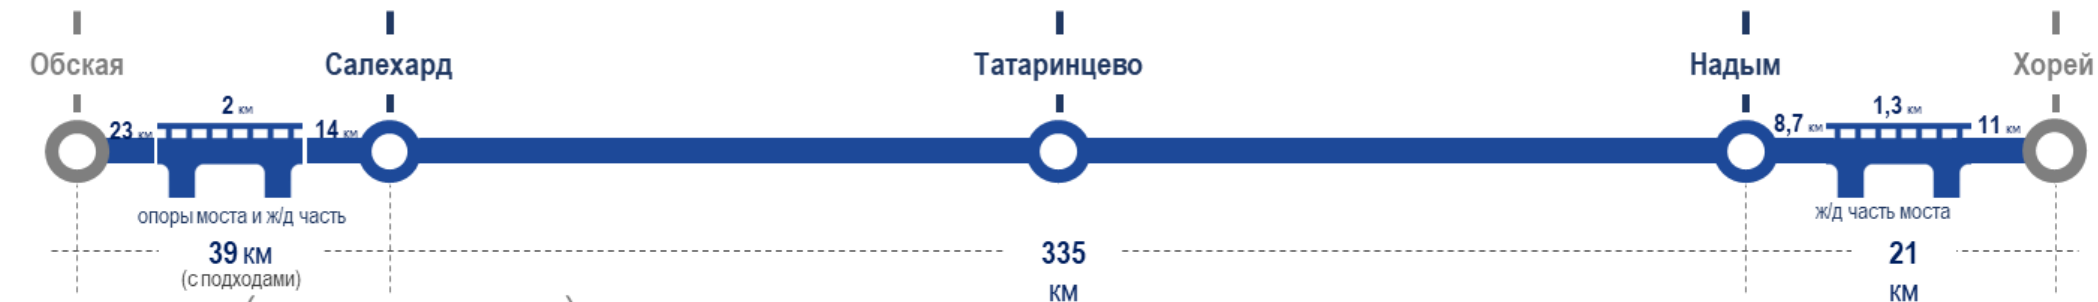 Обская
Салехард
Татаринцево
Надым
Хорей
23 км
2 км
14 км
8,7 км
1,3 км
11 км
опоры моста и ж/д часть
ж/д часть моста
39 км
(с подходами)
335
км
21
км